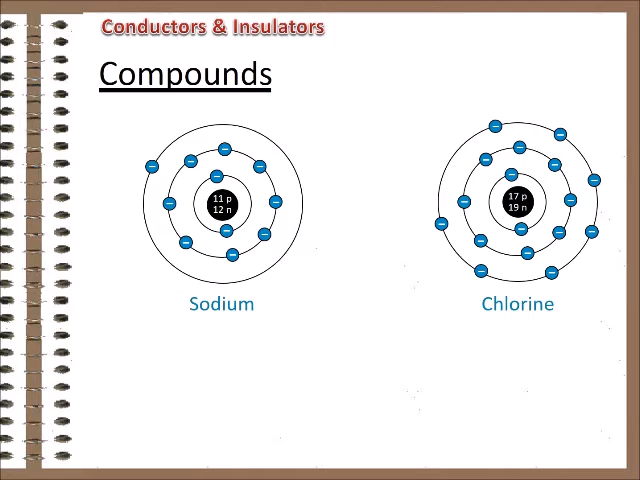 Conductors & Insulators
Compounds
11 p
12 n
17 p
19 n
Sodium
Chlorine